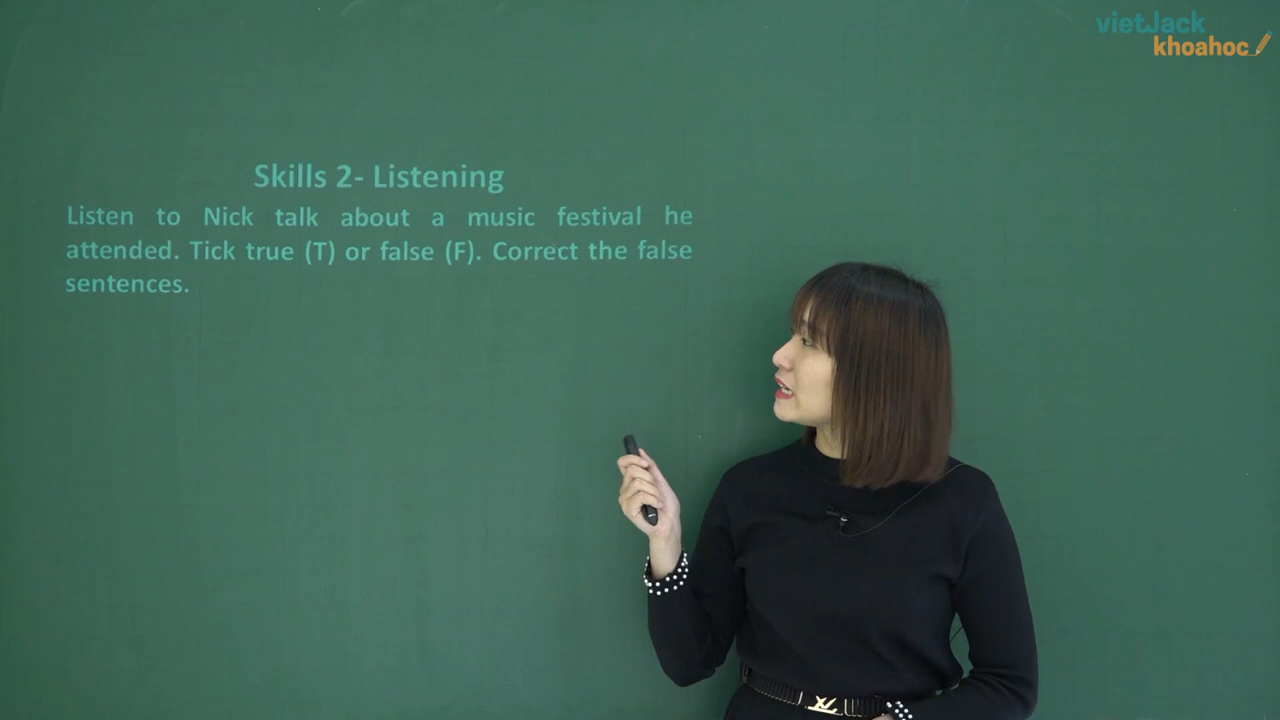 vietJack
khoahoc
Skills 2- Listening
Listen to Nick talk about a music festival he
attended. Tick true (T) or false (F). Correct the false
sentences.